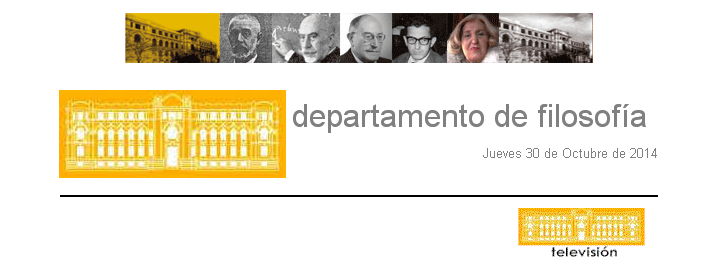 departamento de filosofía
Jueves 30 de Octubre de 2014
televisión